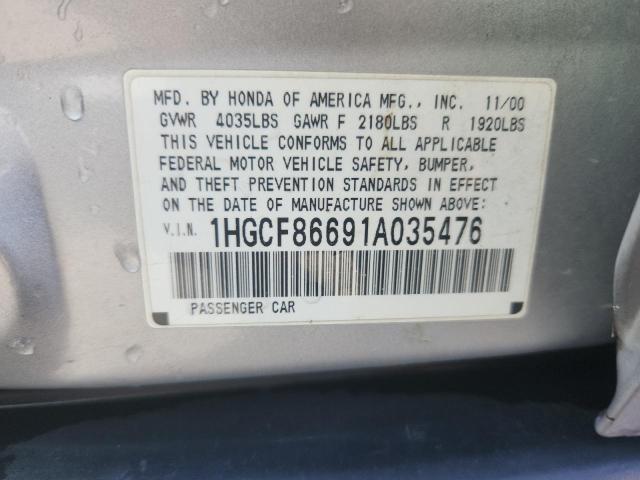 MFD. BY HONDA OF AMERICA MFG., INC. 11/00
GVWR 4035LBS GAWR F 2180LBS R 1920LBS
THIS VEHICLE CONFORMS TO ALL APPLICABLE
FEDERAL MOTOR VEHICLE SAFETY, BUMPER,
AND THEFT PREVENTION STANDARDS IN EFFECT
ON THE DATE OF MANUFACTURE SHOWN ABOVE.
V.I.N. 1HGCF86691A035476
PASSENGER CAR